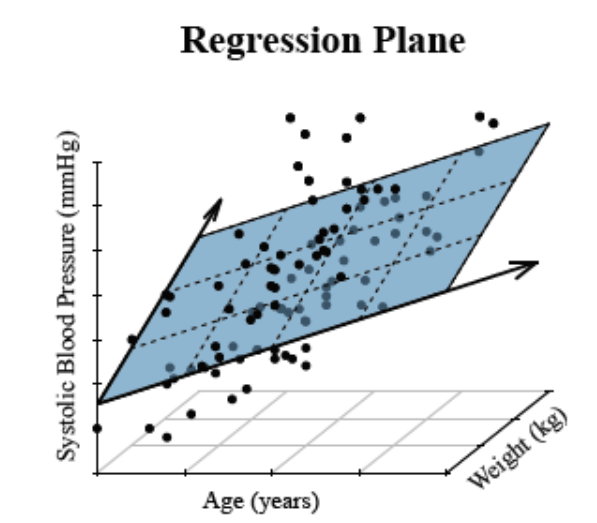 Regression Plane
Systolic Blood Pressure (mmHg)
Weight (kg)
Age (years)